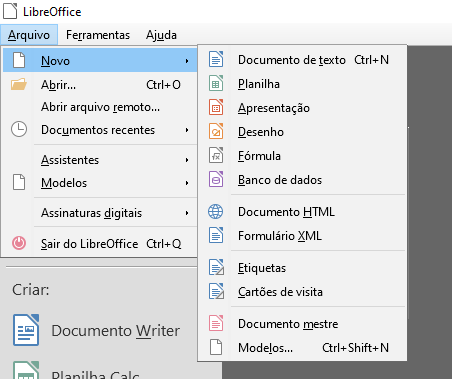 LibreOffice
Arquivo Ferramentas Ajuda
Novo
Abrir... Ctrl+O
Abrir arquivo remoto...
Documentos recentes
Assistentes
Modelos
Assinaturas digitais
Sair do LibreOffice Ctrl+Q
Documento de texto Ctrl+N
Planilha
Apresentação
Desenho
Fórmula
Banco de dados
Documento HTML
Formulário XML
Etiquetas
Cartões de visita
Documento mestre
Modelos... Ctrl+Shift+N
Criar:
Documento Writer
Planilha Calc